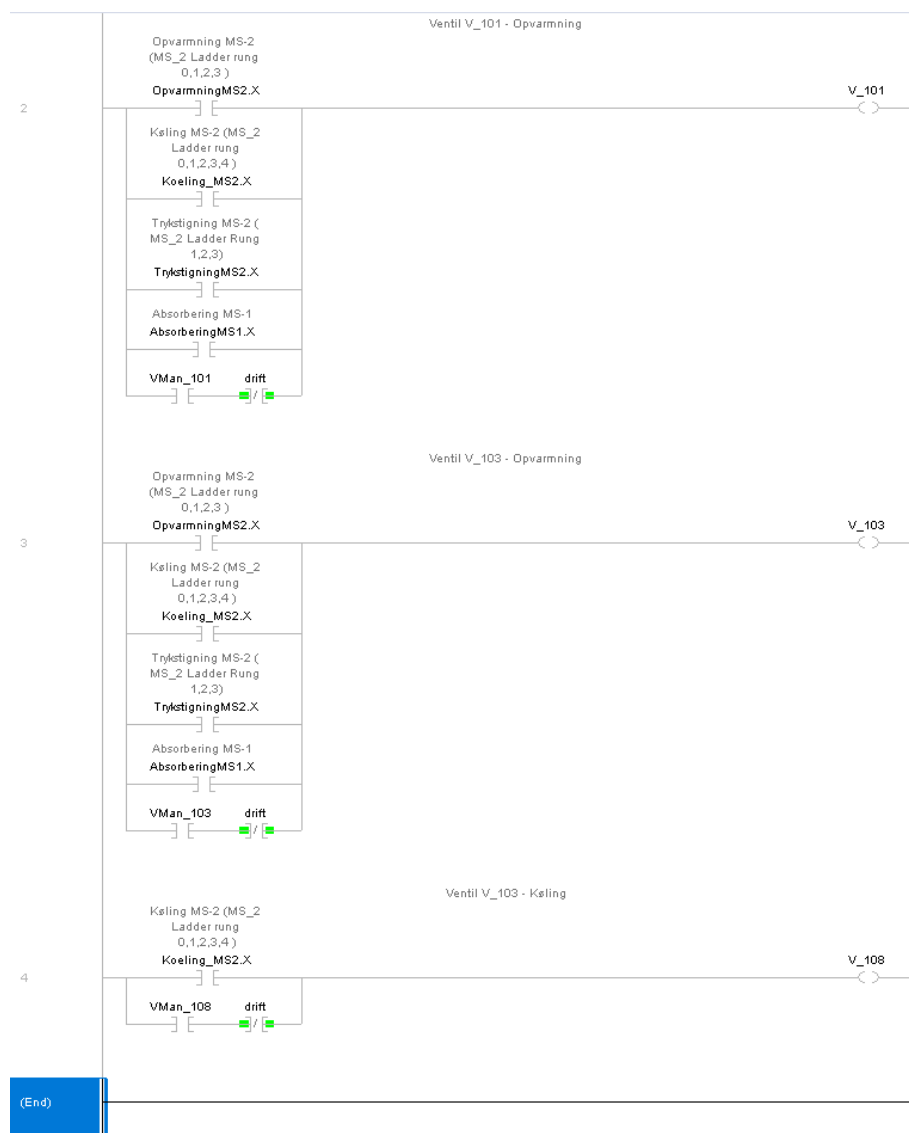 Ventil V_101 - Opvarmning
Opvarmning MS-2
(MS_2 Ladder rung
0,1,2,3 )
OpvarmningMS2.X
V_101
2
Køling MS-2 (MS_2
Ladder rung
0,1,2,3,4 )
Koeling_MS2.X
Trykstigning MS-2 (
MS_2 Ladder Rung
1,2,3)
TrykstigningMS2.X
Absorbering MS-1
AbsorberingMS1.X
VMan_101 drift
Ventil V_103 - Opvarmning
Opvarmning MS-2
(MS_2 Ladder rung
0,1,2,3 )
OpvarmningMS2.X
V_103
3
Køling MS-2 (MS_2
Ladder rung
0,1,2,3,4 )
Koeling_MS2.X
Trykstigning MS-2 (
MS_2 Ladder Rung
1,2,3)
TrykstigningMS2.X
Absorbering MS-1
AbsorberingMS1.X
VMan_103 drift
Ventil V_103 - Køling
Køling MS-2 (MS_2
Ladder rung
0,1,2,3,4 )
Koeling_MS2.X
V_108
4
VMan_108 drift
(End)